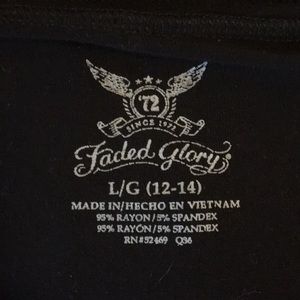 '72
SINCE 1972
Faded Glory
L/G (12-14)
MADE IN/HECHO EN VIETNAM
95% RAYON/5% SPANDEX
95% RAYON/5% SPANDEX
RN#52469 Q36